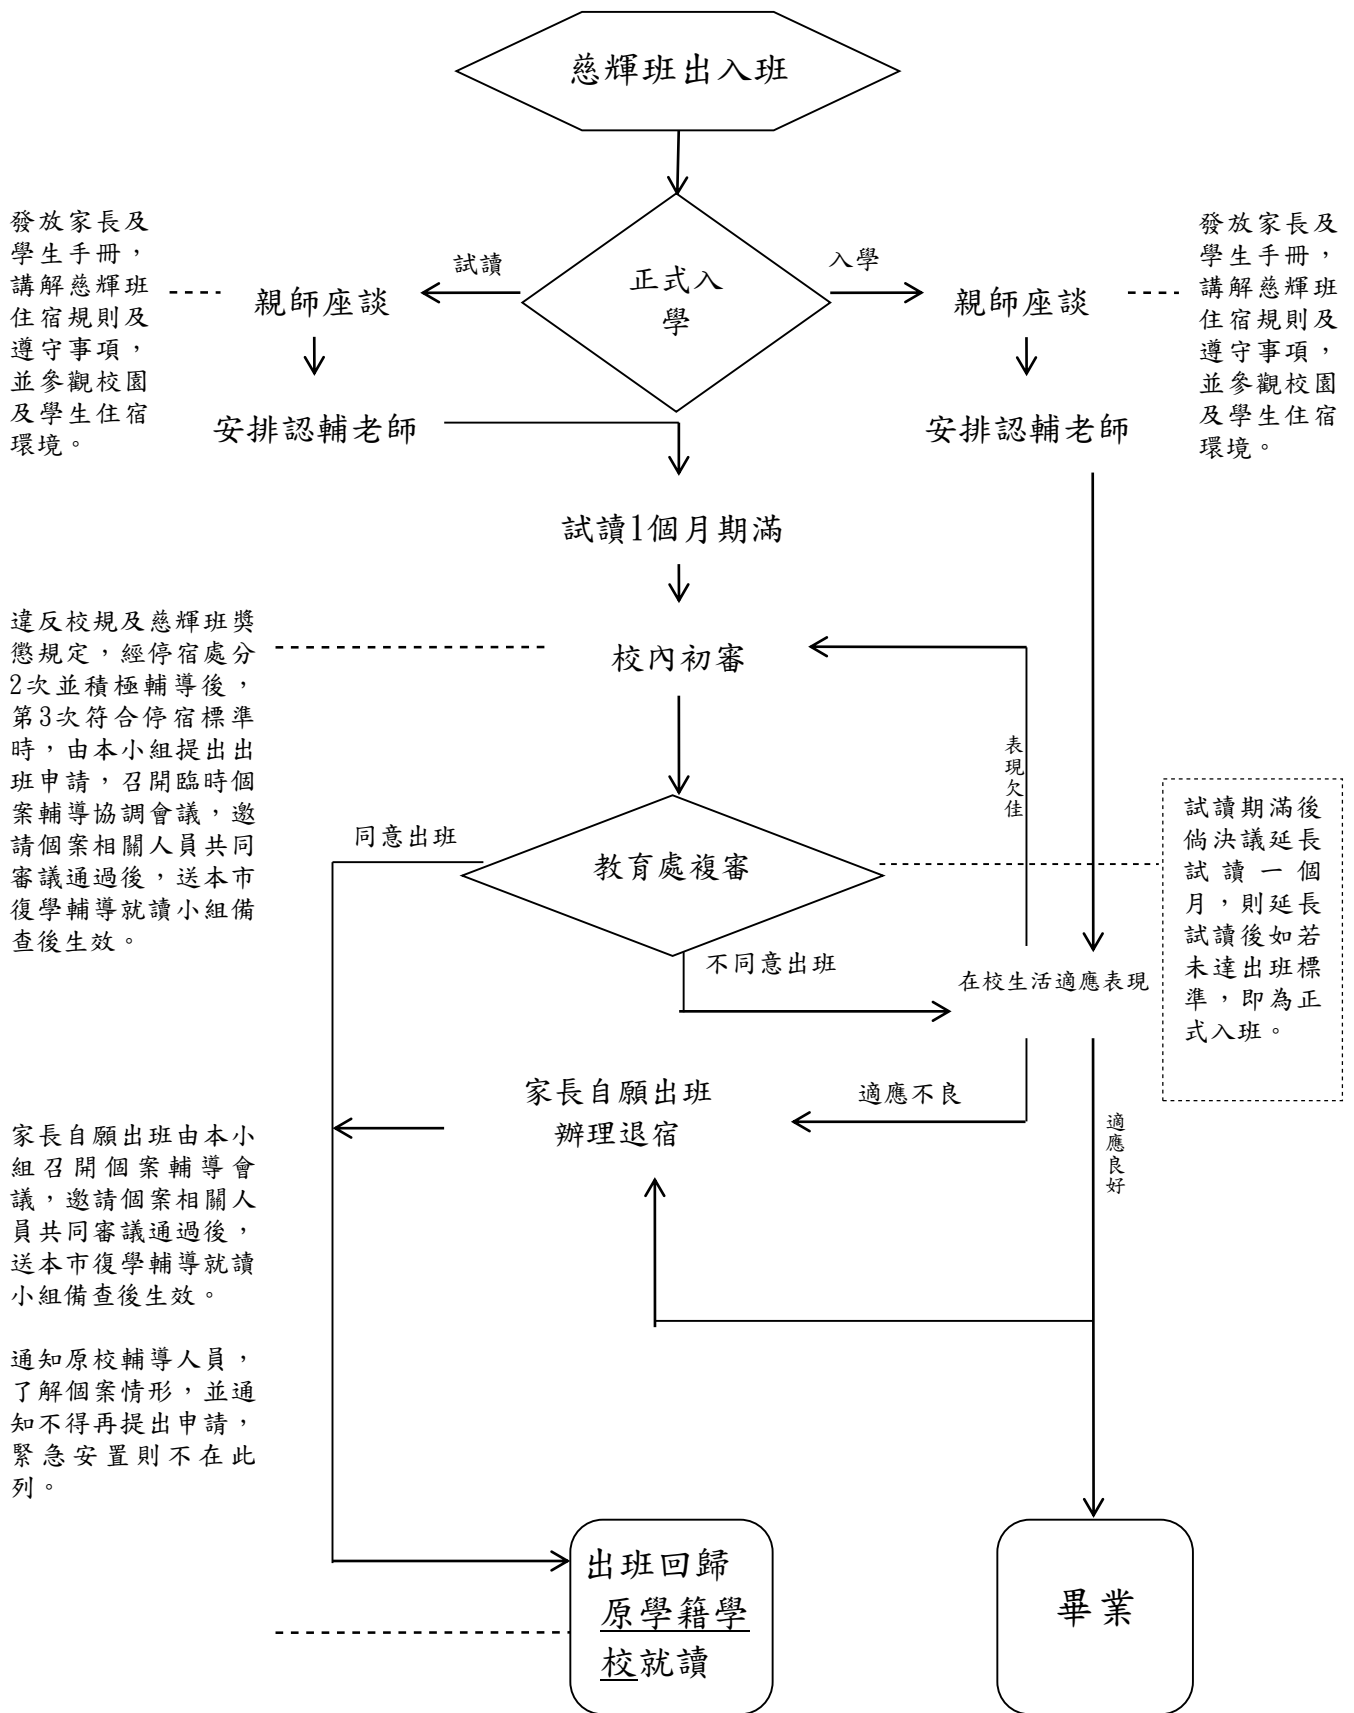 慈輝班出入班
發放家長及
學生手冊，
講解慈輝班
住宿規則及
遵守事項，
並參觀校園
及學生住宿
環境。
試讀
正式入
學
入學
發放家長及
學生手冊，
講解慈輝班
住宿規則及
遵守事項，
並參觀校園
及學生住宿
環境。
親師座談
親師座談
安排認輔老師
安排認輔老師
試讀1個月期滿
違反校規及慈輝班獎
懲規定，經停宿處分
2次並積極輔導後，
第3次符合停宿標準
時，由本小組提出出
班申請，召開臨時個
案輔導協調會議，邀
請個案相關人員共同
審議通過後，送本市
復學輔導就讀小組備
查後生效。
校內初審
表現欠佳
同意出班
教育處複審
試讀期滿後
倘決議延長
試讀一個
月，則延長
試讀後如若
未達出班標
準，即為正
式入班。
不同意出班
在校生活適應表現
家長自願出班
辦理退宿
適應不良
適應良好
家長自願出班由本小
組召開個案輔導會
議，邀請個案相關人
員共同審議通過後，
送本市復學輔導就讀
小組備查後生效。
通知原校輔導人員，
了解個案情形，並通
知不得再提出申請，
緊急安置則不在此
列。
出班回歸
原學籍學
校就讀
畢業